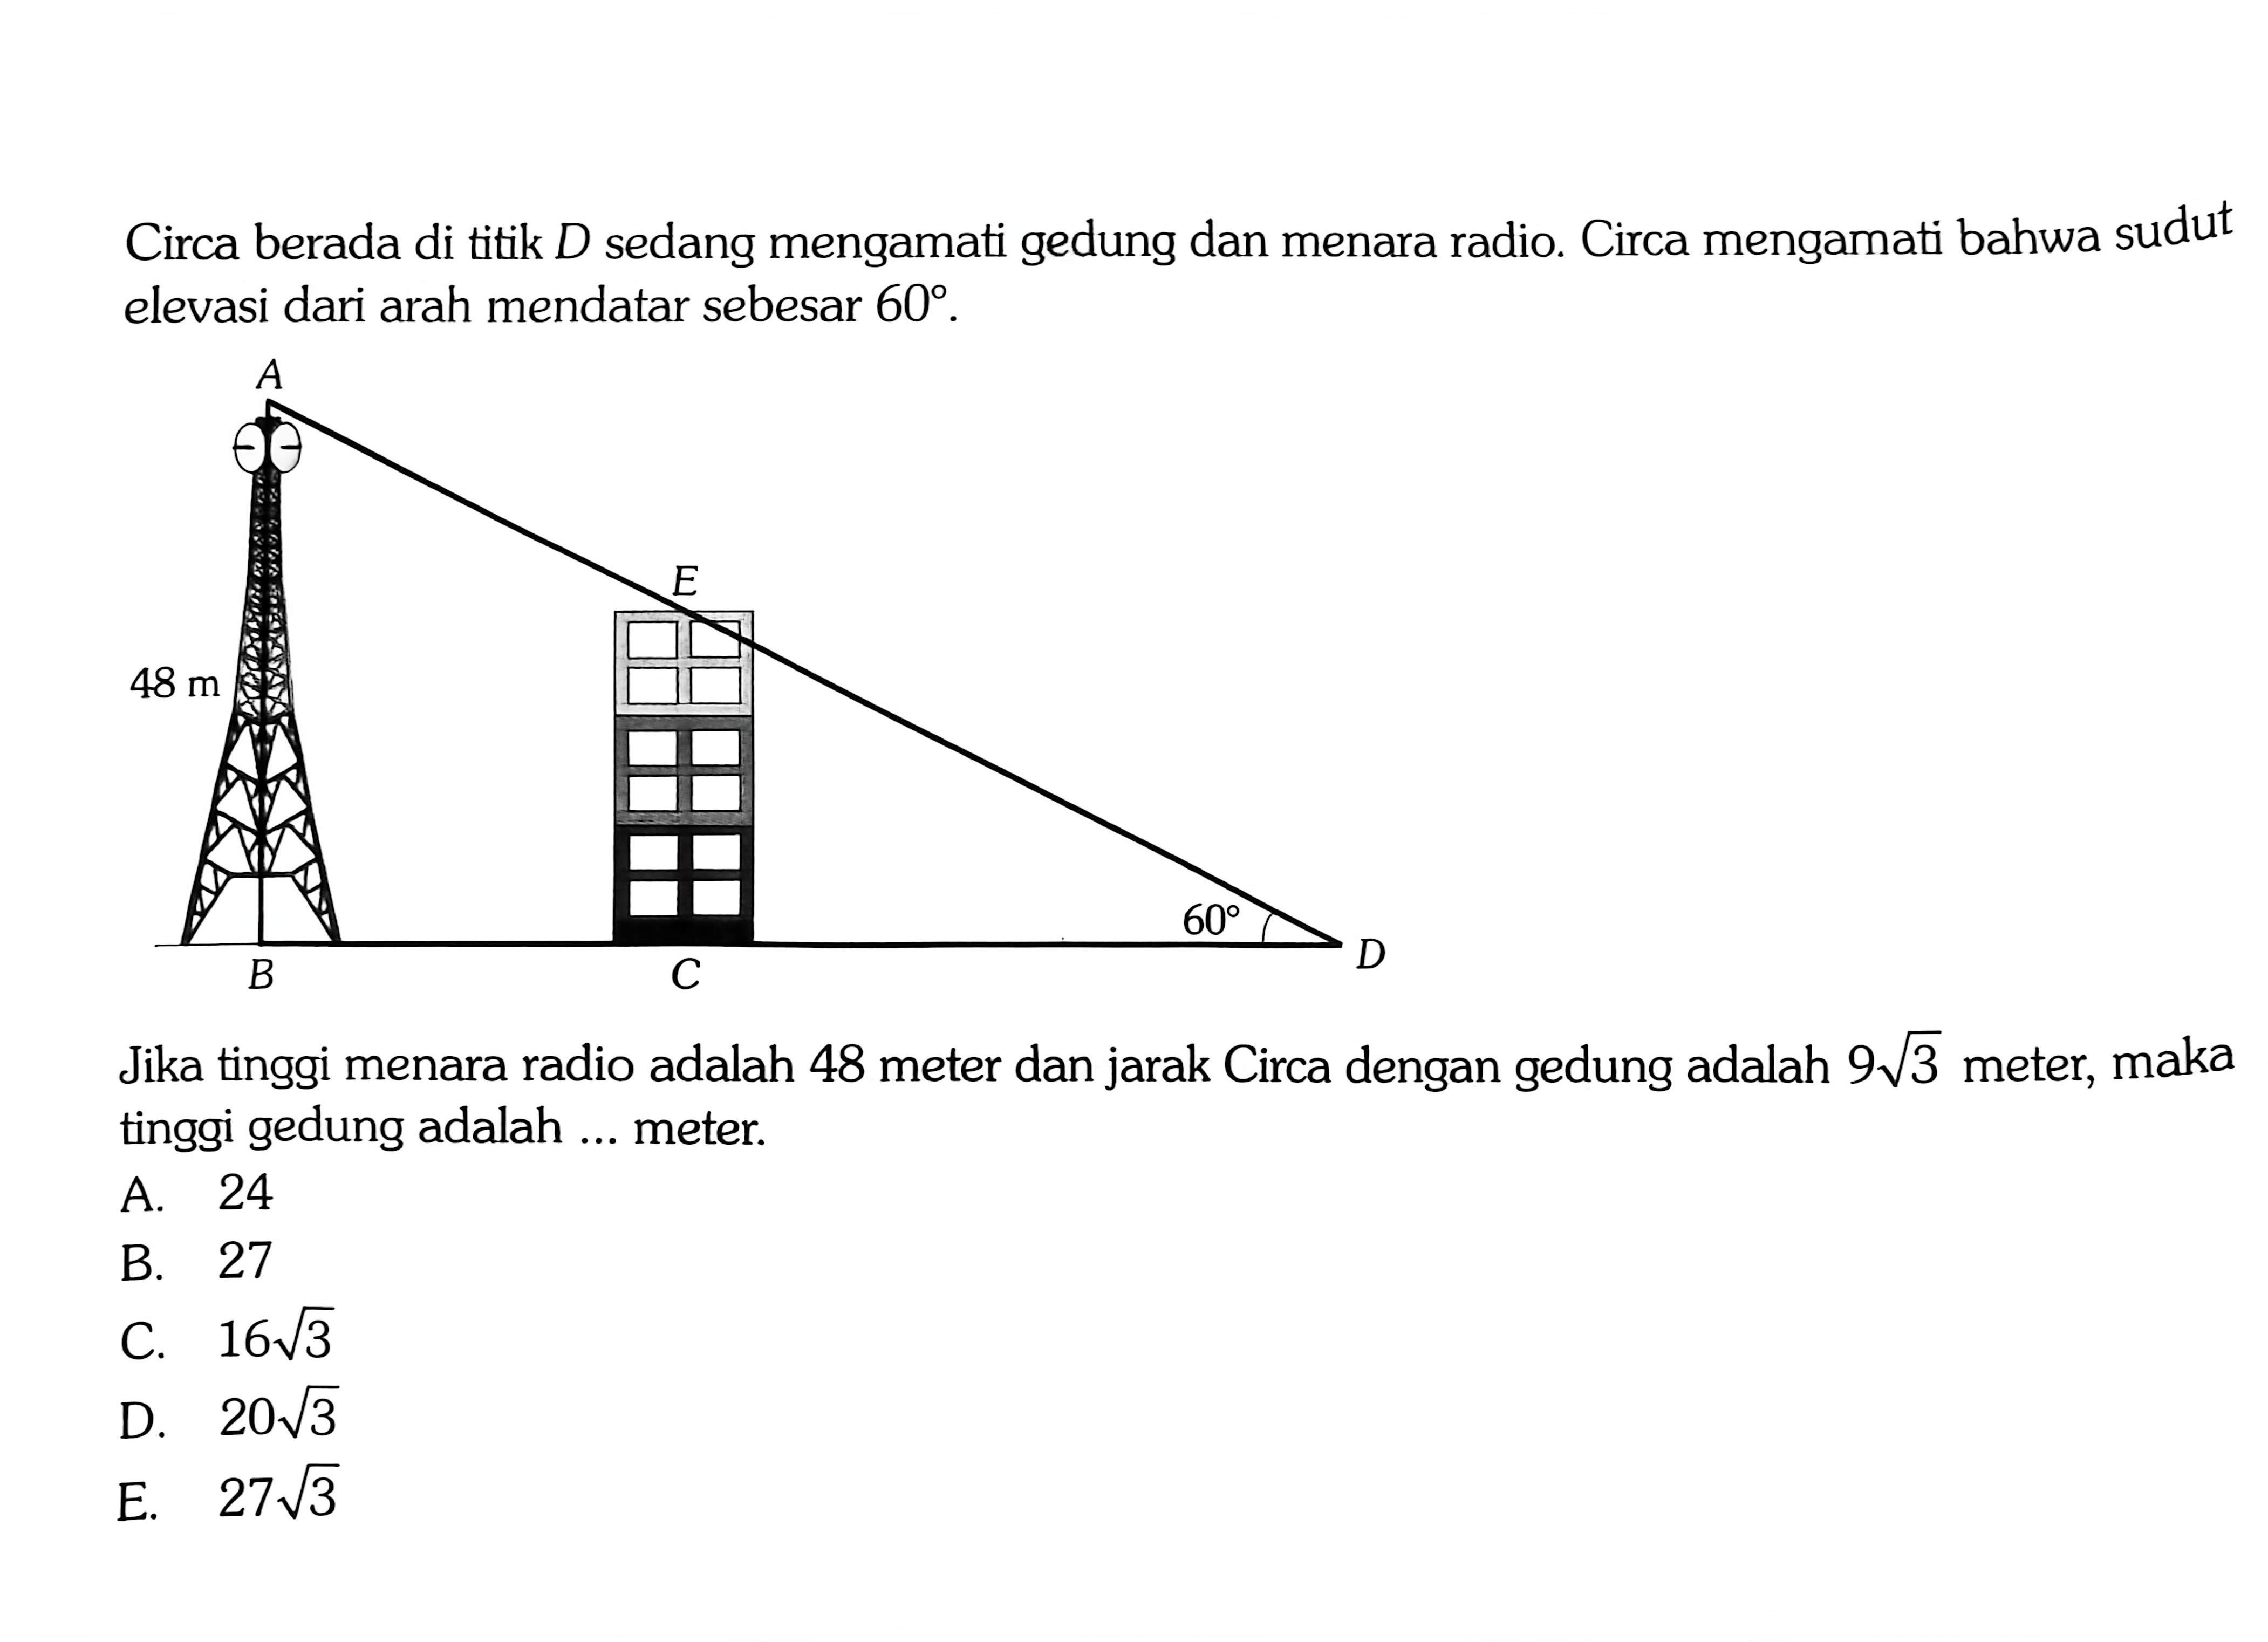 Circa berada di titik D sedang mengamati gedung dan menara radio. Circa mengamati bahwa sudut
elevasi dari arah mendatar sebesar 60°.
A
E
48 m
60°
B
C
D
Jika tinggi menara radio adalah 48 meter dan jarak Circa dengan gedung adalah 9√3 meter, maka
tinggi gedung adalah ... meter.
A. 24
B. 27
C. 16√3
D. 20√3
E. 27√3